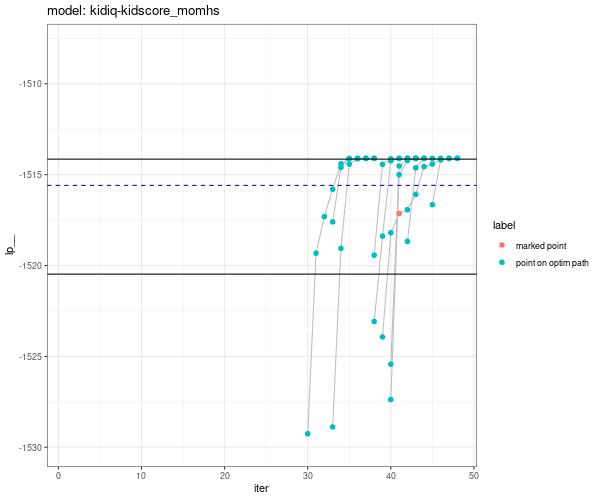 model: kidiq-kidscore_momhs
-1510
-1515
-1520
-1525
-1530
lp__
0
10
20
30
40
50
iter
label
marked point
point on optim path